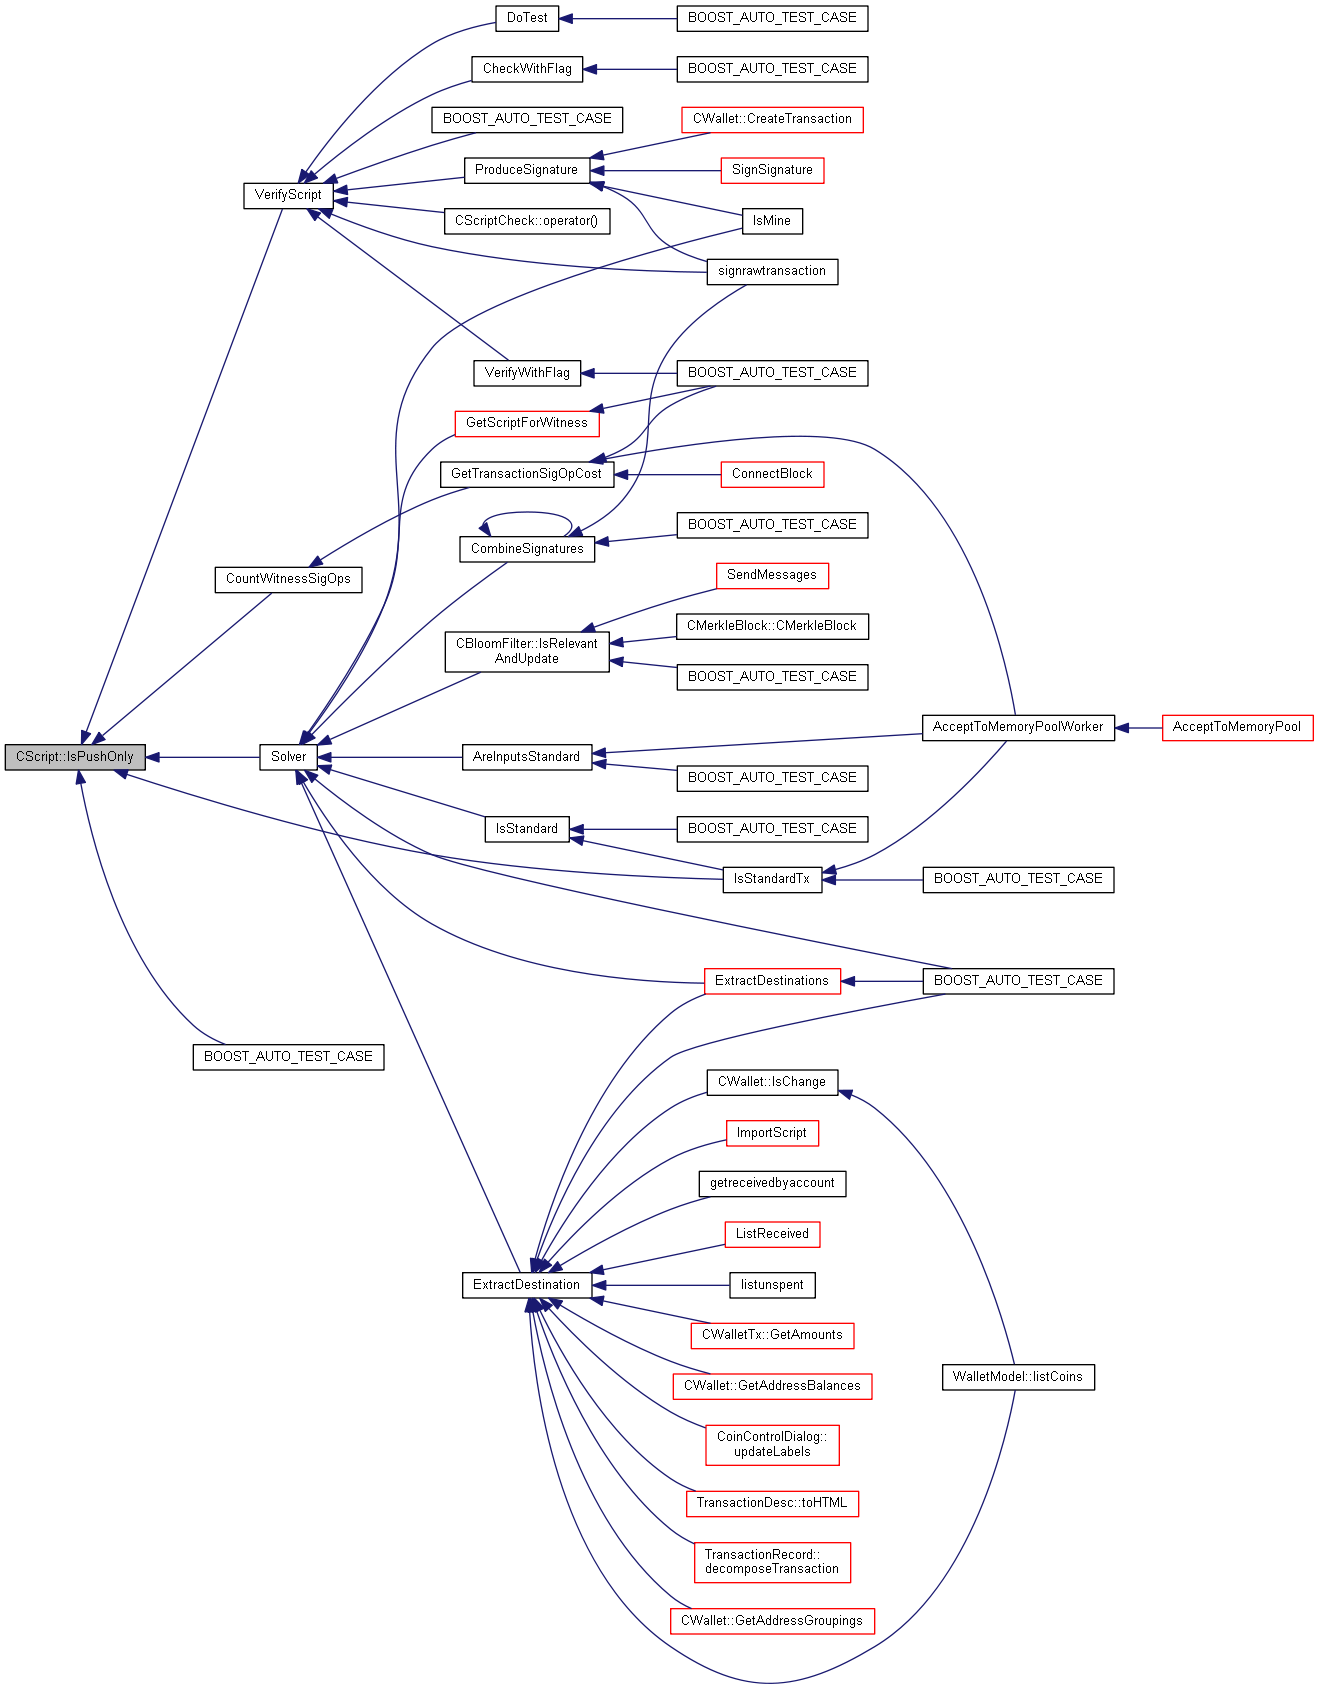 DoTest
BOOST_AUTO_TEST_CASE
CheckWithFlag
BOOST_AUTO_TEST_CASE
BOOST_AUTO_TEST_CASE
CWallet::CreateTransaction
ProduceSignature
SignSignature
VerifyScript
CScriptCheck::operator()
IsMine
signrawtransaction
VerifyWithFlag
BOOST_AUTO_TEST_CASE
GetScriptForWitness
GetTransactionSigOpCost
ConnectBlock
BOOST_AUTO_TEST_CASE
CombineSignatures
CountWitnessSigOps
SendMessages
CMerkleBlock::CMerkleBlock
CBloomFilter::IsRelevant
AndUpdate
BOOST_AUTO_TEST_CASE
AcceptToMemoryPoolWorker
AcceptToMemoryPool
CScript::IsPushOnly
Solver
AreInputsStandard
BOOST_AUTO_TEST_CASE
IsStandard
BOOST_AUTO_TEST_CASE
IsStandardTx
BOOST_AUTO_TEST_CASE
ExtractDestinations
BOOST_AUTO_TEST_CASE
BOOST_AUTO_TEST_CASE
CWallet::IsChange
ImportScript
getreceivedbyaccount
ListReceived
ExtractDestination
listunspent
CWalletTx::GetAmounts
WalletModel::listCoins
CWallet::GetAddressBalances
CoinControlDialog::
updateLabels
TransactionDesc::toHTML
TransactionRecord::
decomposeTransaction
CWallet::GetAddressGroupings